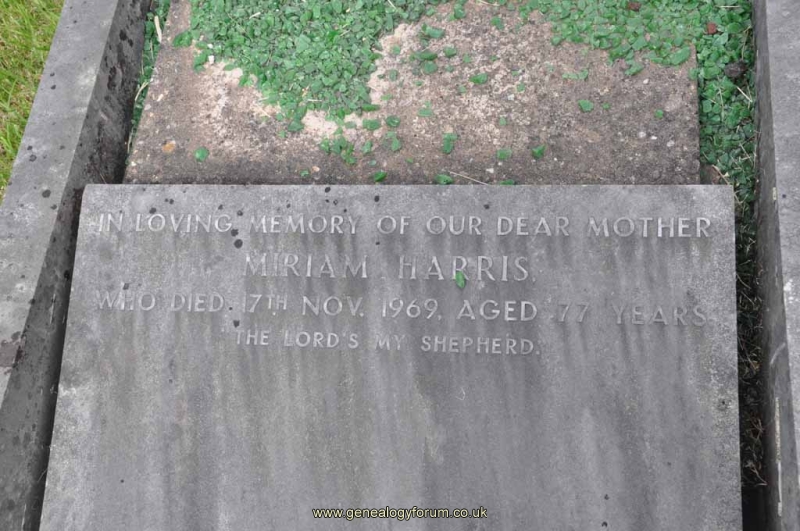 IN LOVING MEMORY OF OUR DEAR MOTHER
MIRIAM HARRIS.
WHO DIED 17TH NOV. 1969, AGED 77 YEARS.
"THE LORD'S MY SHEPHERD."
www.genealogyforum.co.uk